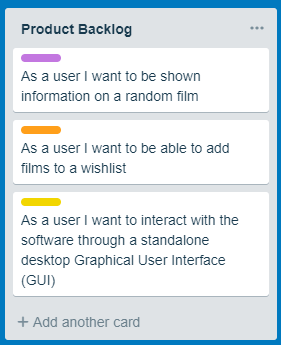 Product Backlog
As a user I want to be shown
information on a random film
As a user I want to be able to add
films to a wishlist
As a user I want to interact with the
software through a standalone
desktop Graphical User Interface
(GUI)
+ Add another card